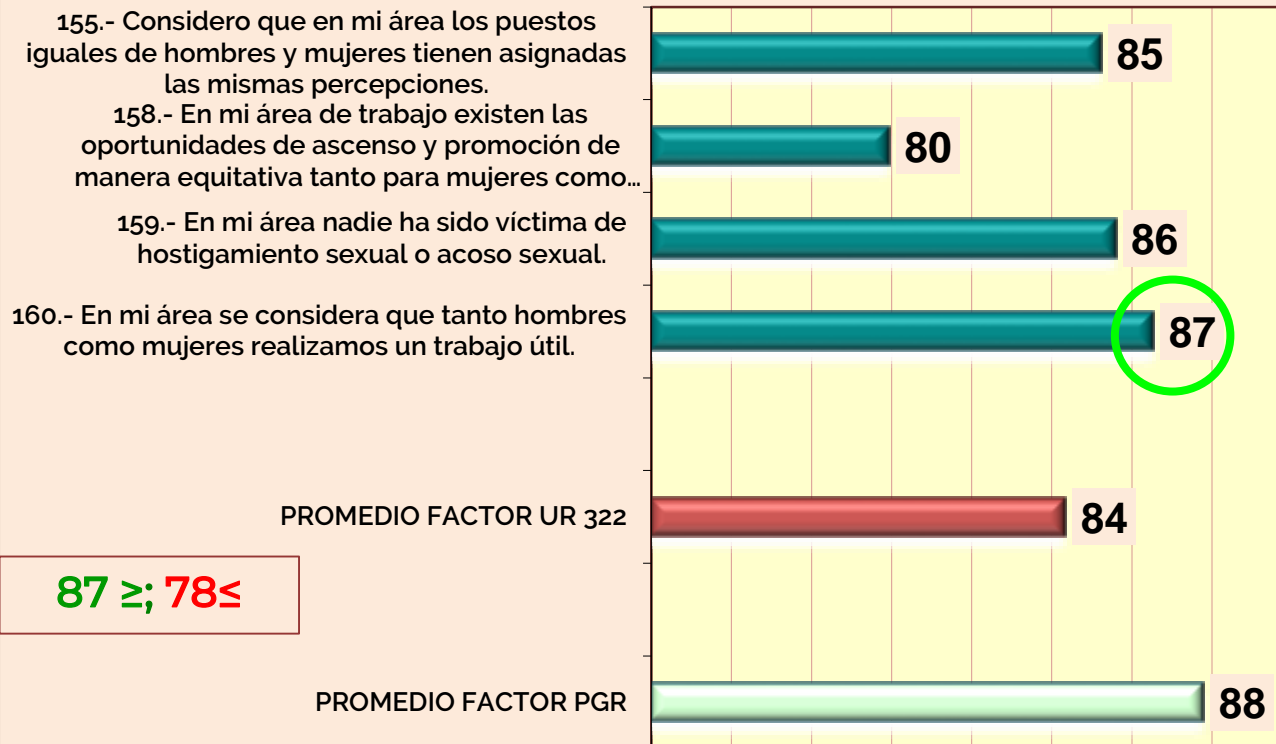 155.- Considero que en mi área los puestos
iguales de hombres y mujeres tienen asignadas
las mismas percepciones.
85
158.- En mi área de trabajo existen las
oportunidades de ascenso y promoción de
manera equitativa tanto para mujeres como…
80
159.- En mi área nadie ha sido víctima de
hostigamiento sexual o acoso sexual.
86
160.- En mi área se considera que tanto hombres
como mujeres realizamos un trabajo útil.
87
PROMEDIO FACTOR UR 322
84
87 ≥; 78≤
PROMEDIO FACTOR PGR
88